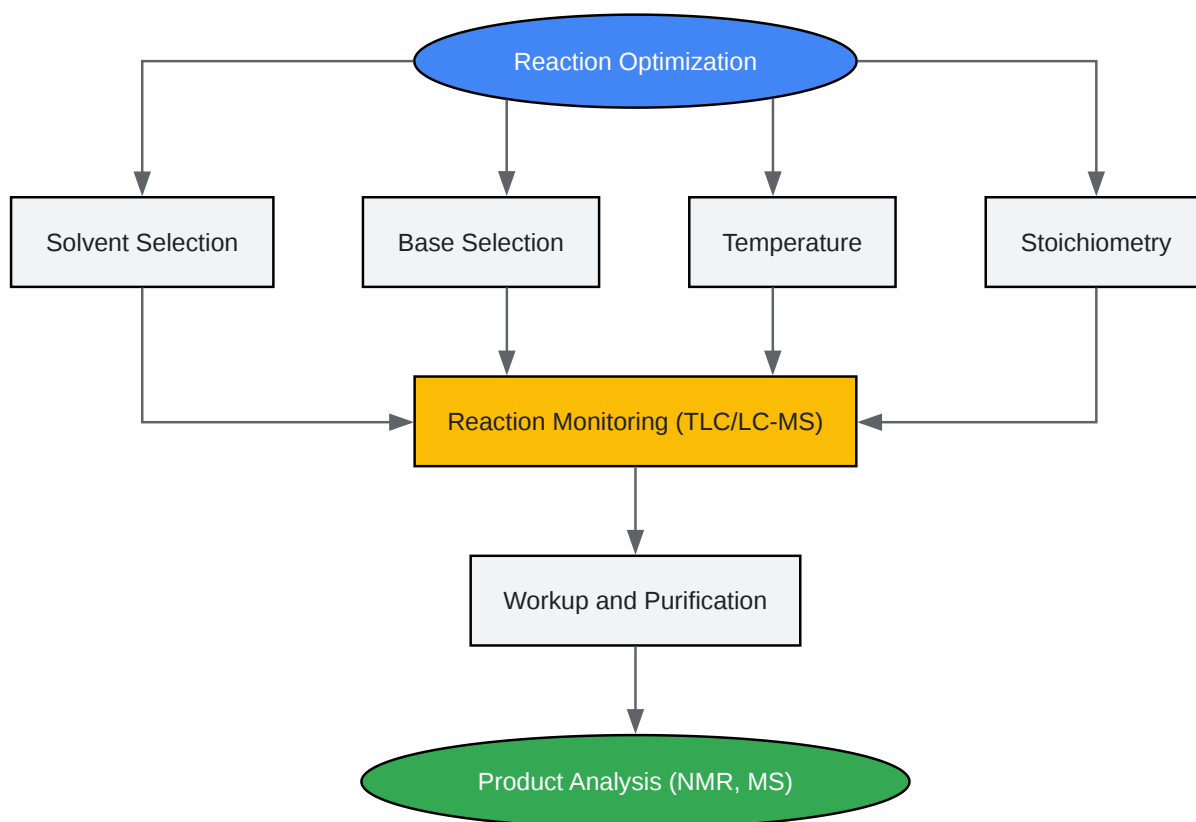 Reaction Optimization
Solvent Selection
Base Selection
Temperature
Stoichiometry
Reaction Monitoring (TLC/LC-MS)
Workup and Purification
Product Analysis (NMR, MS)